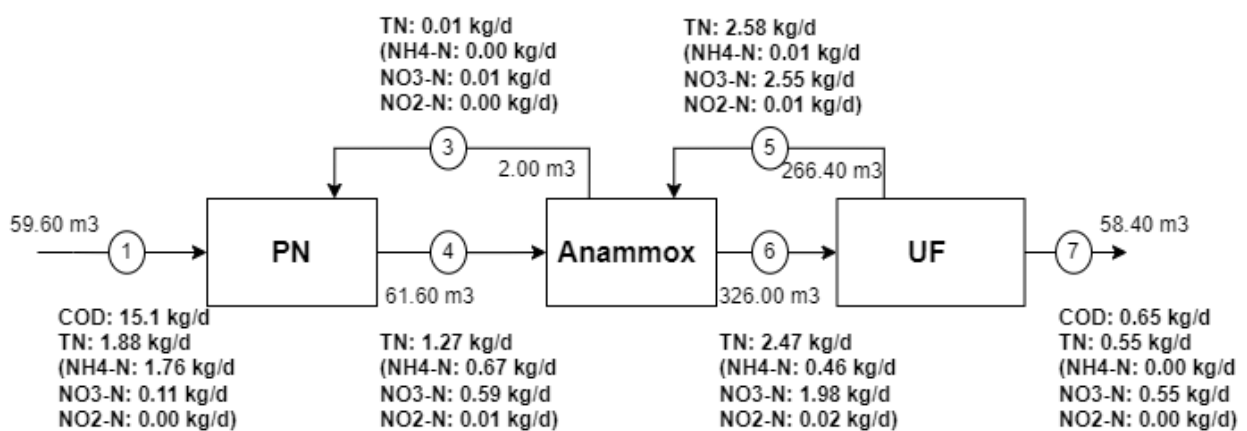 TN: 0.01 kg/d
(NH4-N: 0.00 kg/d
NO3-N: 0.01 kg/d
NO2-N: 0.00 kg/d)
TN: 2.58 kg/d
(NH4-N: 0.01 kg/d
NO3-N: 2.55 kg/d
NO2-N: 0.01 kg/d)
3
2.00 m3
5
266.40 m3
59.60 m3
1
PN
4
61.60 m3
Anammox
6
326.00 m3
UF
7
58.40 m3
COD: 15.1 kg/d
TN: 1.88 kg/d
(NH4-N: 1.76 kg/d
NO3-N: 0.11 kg/d
NO2-N: 0.00 kg/d)
TN: 1.27 kg/d
(NH4-N: 0.67 kg/d
NO3-N: 0.59 kg/d
NO2-N: 0.01 kg/d)
TN: 2.47 kg/d
(NH4-N: 0.46 kg/d
NO3-N: 1.98 kg/d
NO2-N: 0.02 kg/d)
COD: 0.65 kg/d
TN: 0.55 kg/d
(NH4-N: 0.00 kg/d
NO3-N: 0.55 kg/d
NO2-N: 0.00 kg/d)